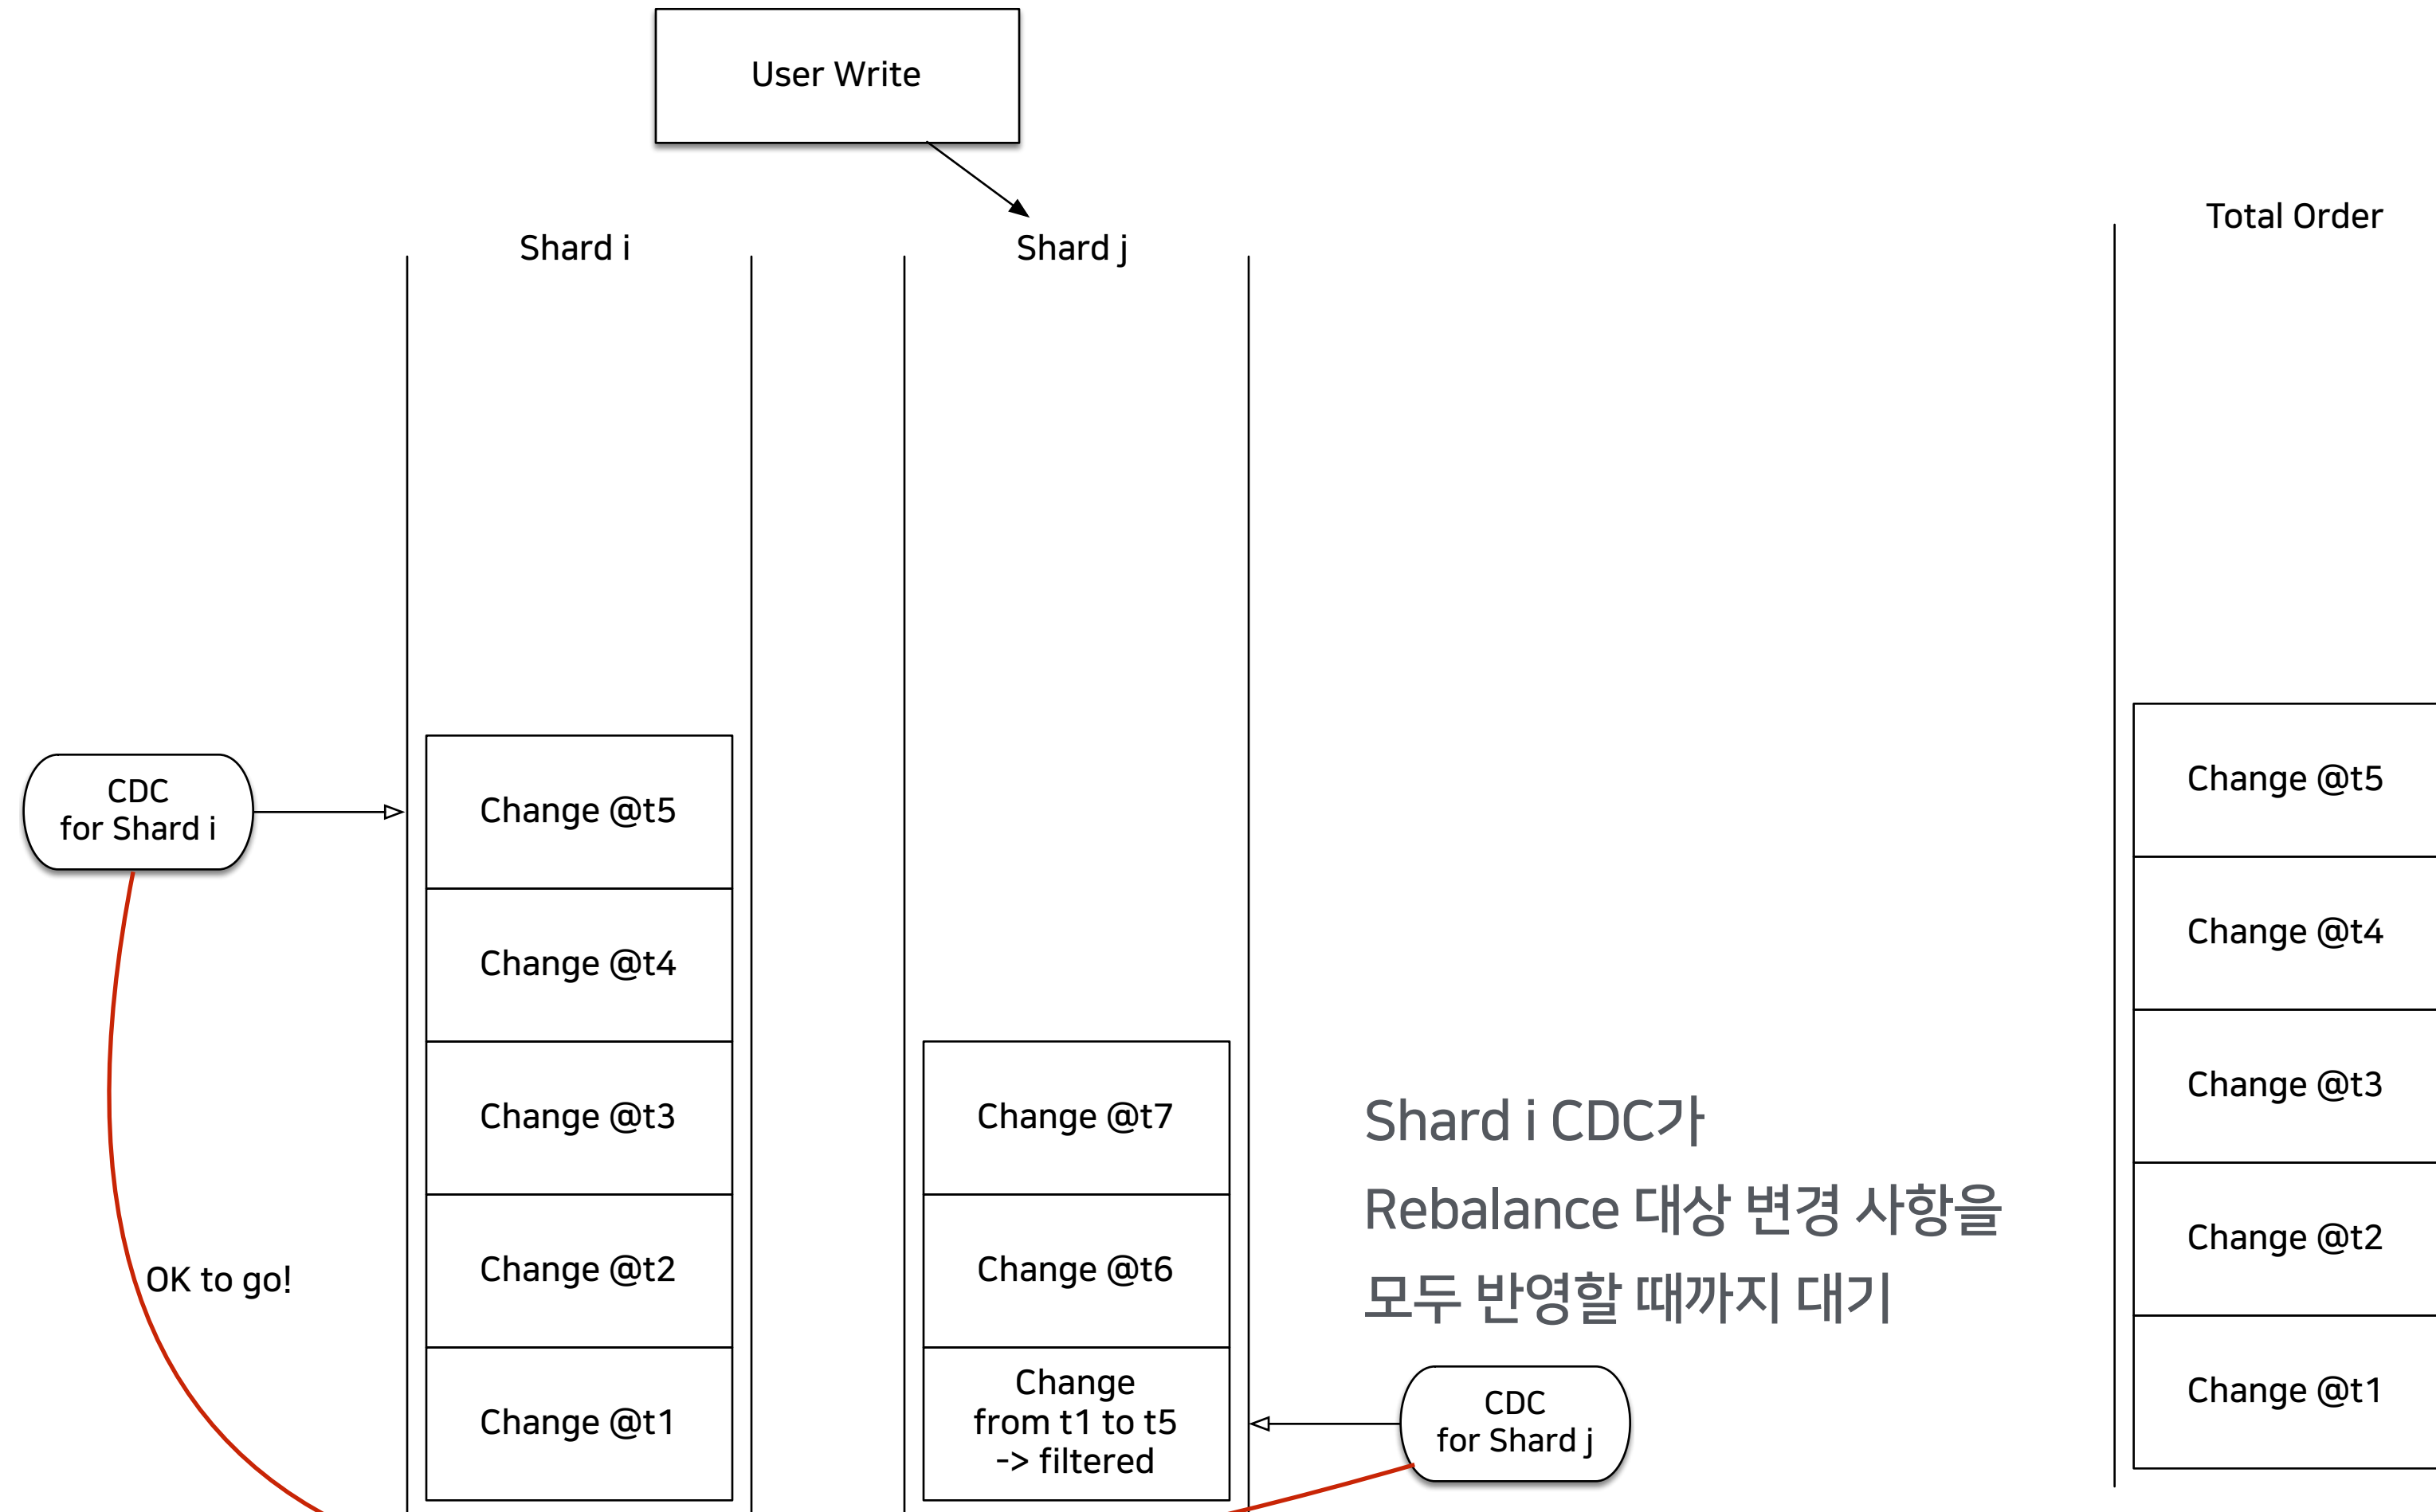 User Write
Shard i
Shard j
Total Order
CDC
for Shard i
Change @t5
Change @t4
Change @t3
Change @t2
Change @t1
OK to go!
Change @t7
Change @t6
Change
from t1 to t5
-> filtered
Shard i CDC가
Rebalance 대상 변경 사항을
모두 반영할 때까지 대기
CDC
for Shard j
Change @t5
Change @t4
Change @t3
Change @t2
Change @t1